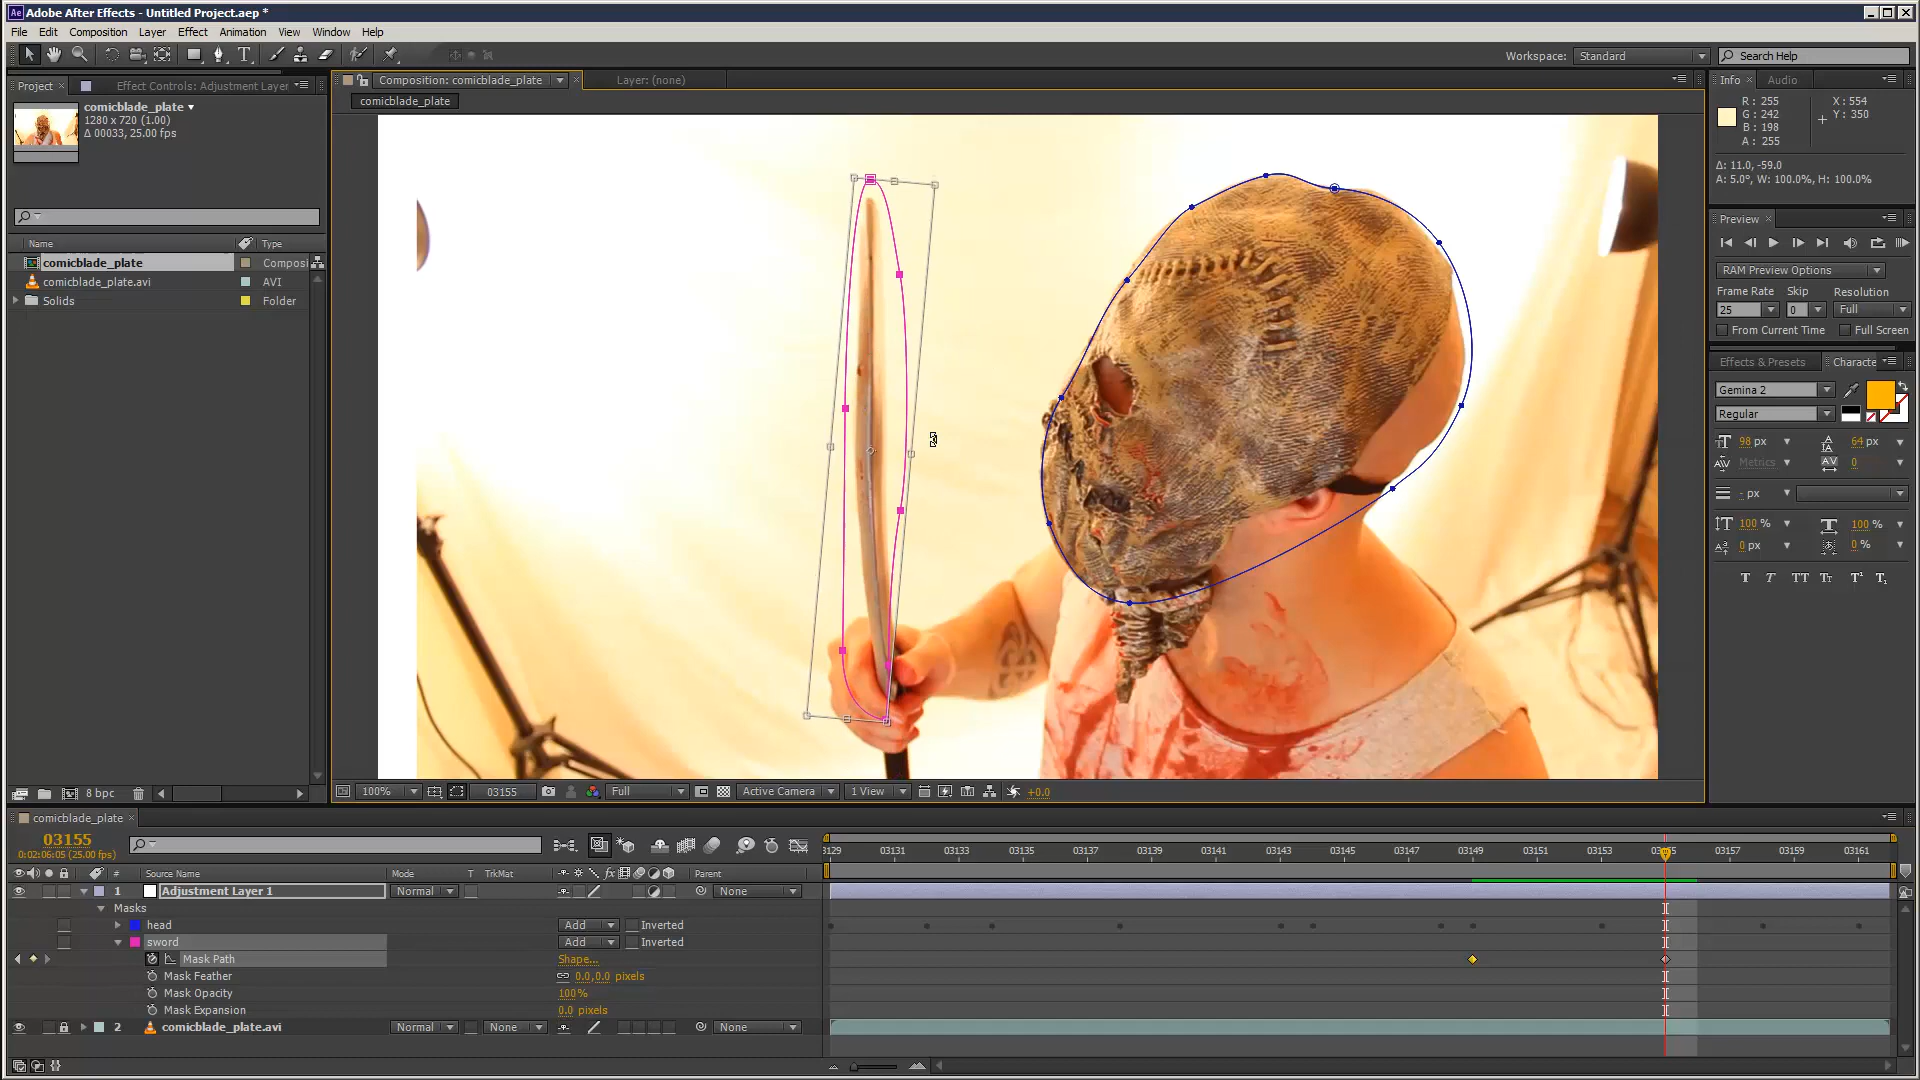 Adobe After Effects - Untitled Project.aep *
File Edit Composition Layer Effect Animation View Window Help
Workspace: Standard Search Help
Project Effect Controls: Adjustment Layer
Composition: comicblade_plate Layer: (none)
Info Audio
comicblade_plate
comicblade_plate
1280 x 720 (1.00)
Δ 00033, 25.00 fps
R: 255 X: 554
G: 242 Y: 350
B: 198
A: 255
Δ: 11.0, -59.0
A: 5.0º, W: 100.0%, H: 100.0%
Preview
Name Type
comicblade_plate Composi
comicblade_plate.avi AVI
Solids Folder
RAM Preview Options
Frame Rate Skip Resolution
25 0 Full
From Current Time Full Screen
Effects & Presets Characte
Gemina 2
Regular
98 px 64 px
Metrics 0
- px
100 % 100 %
0 px 0 %
T T TT Tr T¹ T₁
8 bpc
100% 03155 Full Active Camera 1 View +0.0
comicblade_plate
03155
0:02:06:05 (25.00 fps)
3129 03131 03133 03135 03137 03139 03141 03143 03145 03147 03149 03151 03153 03155 03157 03159 03161
# Source Name Mode T TrkMat Parent
1 Adjustment Layer 1 Normal None
Masks
head Add Inverted
sword Add Inverted
Mask Path Shape...
Mask Feather 0.0,0.0 pixels
Mask Opacity 100%
Mask Expansion 0.0 pixels
2 comicblade_plate.avi Normal None None